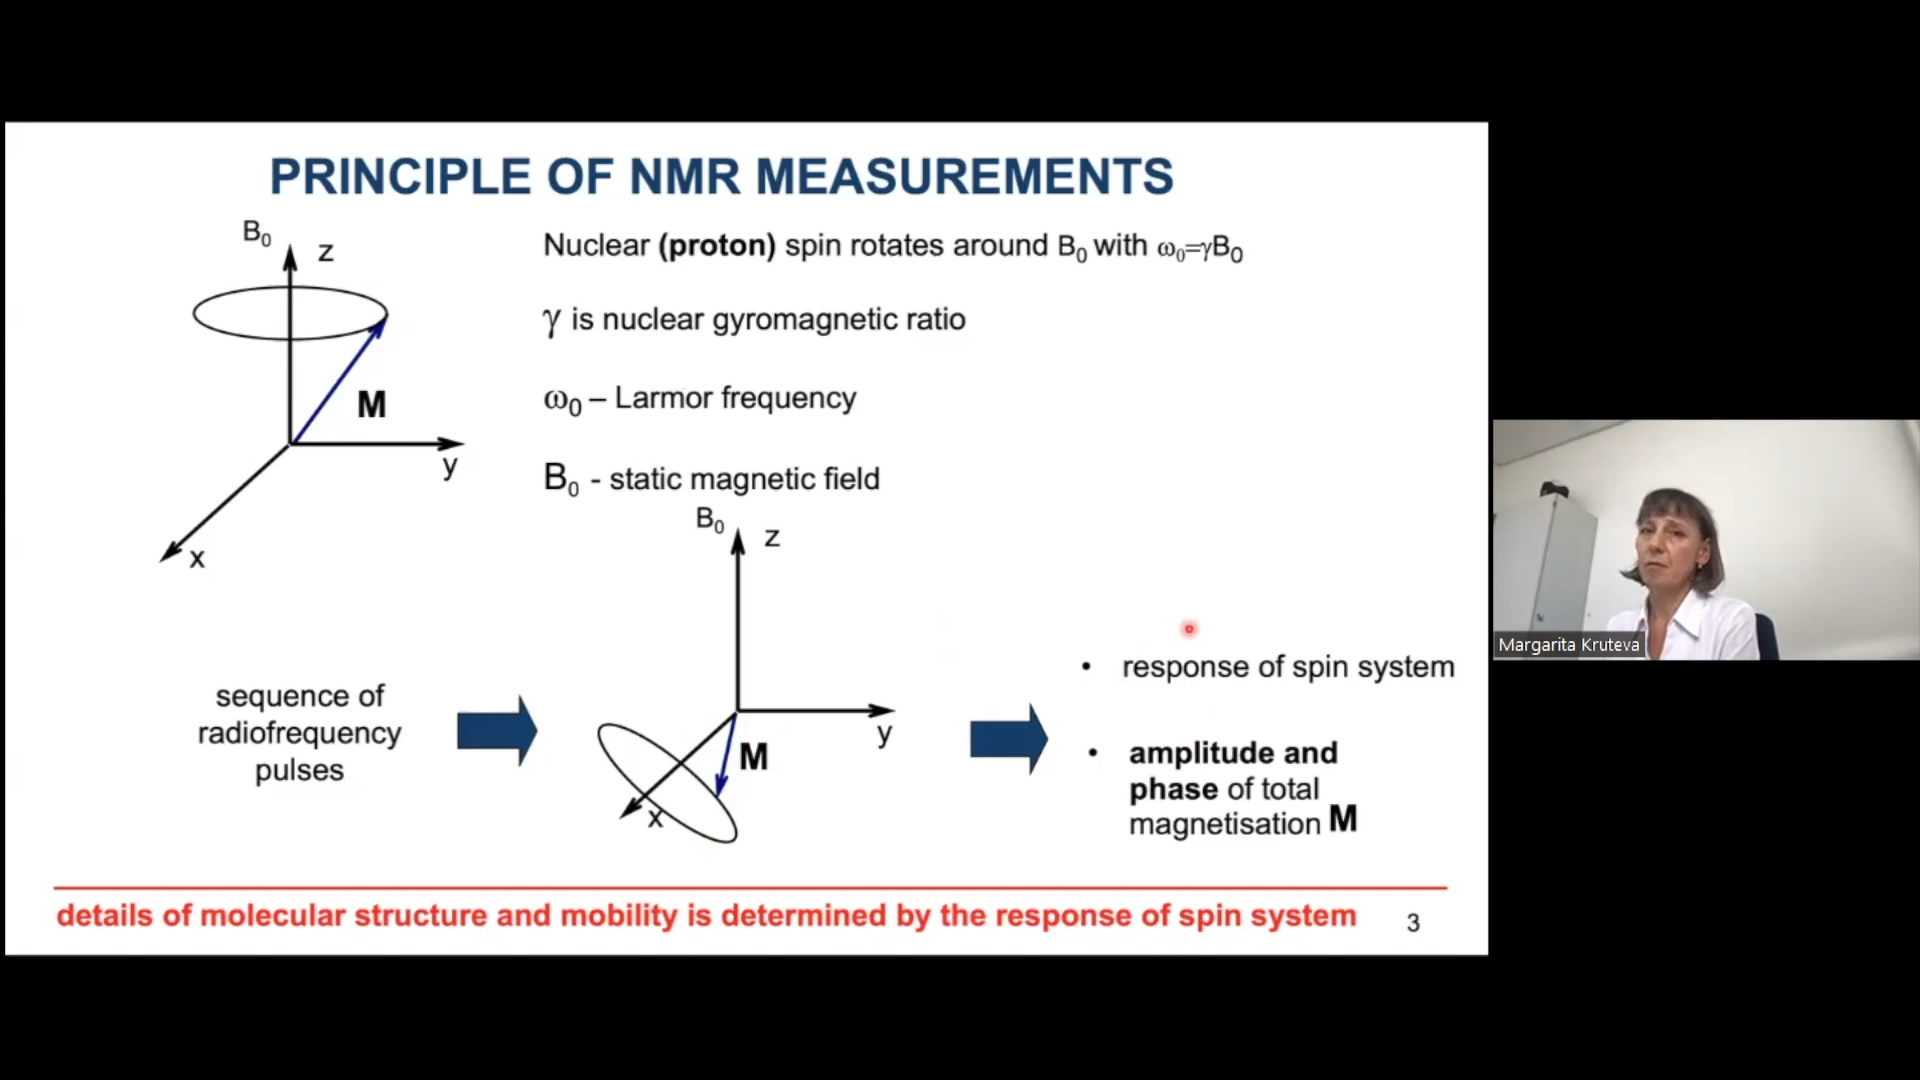 PRINCIPLE OF NMR MEASUREMENTS
B₀
z
M
y
x
Nuclear (proton) spin rotates around B₀ with ω₀=γB₀
γ is nuclear gyromagnetic ratio
ω₀ – Larmor frequency
B₀ - static magnetic field
B₀
z
M
y
x
sequence of
radiofrequency
pulses
• response of spin system
• amplitude and
phase of total
magnetisation M
details of molecular structure and mobility is determined by the response of spin system
3
Margarita Kruteva